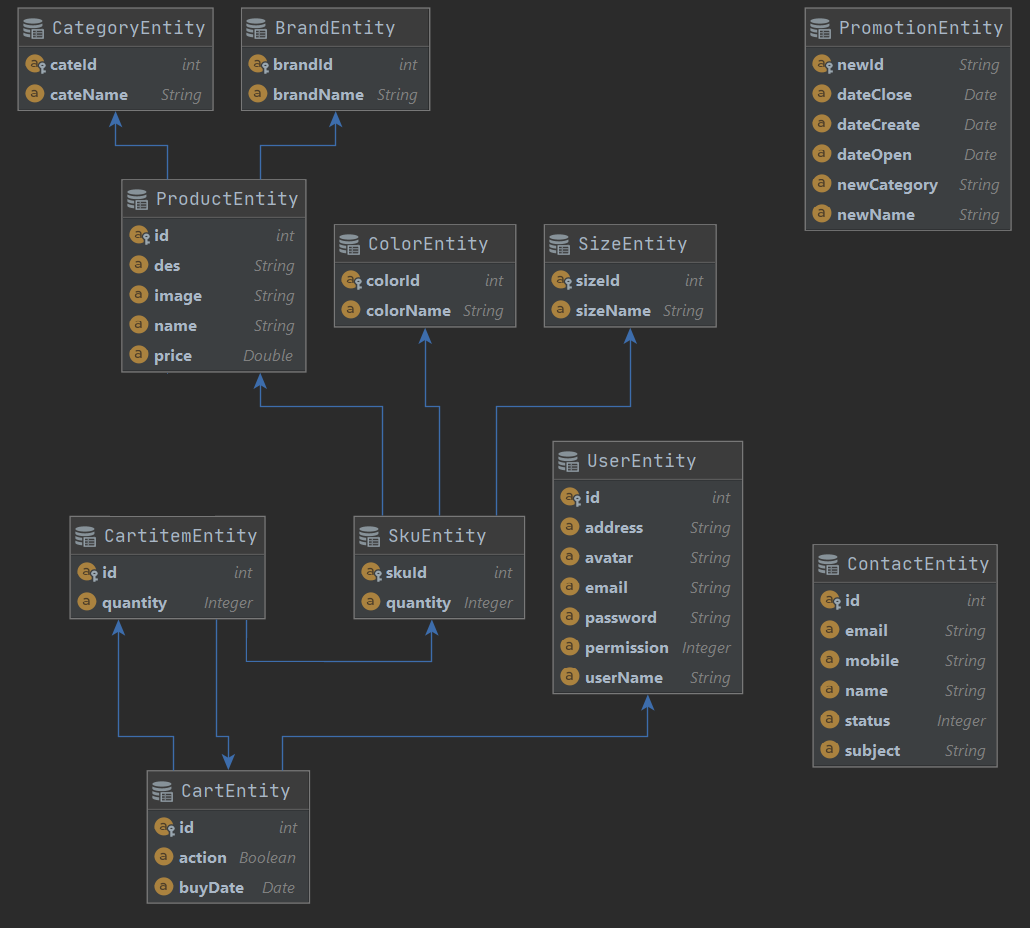 CategoryEntity
cateId int
cateName String
BrandEntity
brandId int
brandName String
PromotionEntity
newId String
dateClose Date
dateCreate Date
dateOpen Date
newCategory String
newName String
ProductEntity
id int
des String
image String
name String
price Double
ColorEntity
colorId int
colorName String
SizeEntity
sizeId int
sizeName String
UserEntity
id int
address String
avatar String
email String
password String
permission Integer
userName String
CartitemEntity
id int
quantity Integer
SkuEntity
skuId int
quantity Integer
ContactEntity
id int
email String
mobile String
name String
status Integer
subject String
CartEntity
id int
action Boolean
buyDate Date